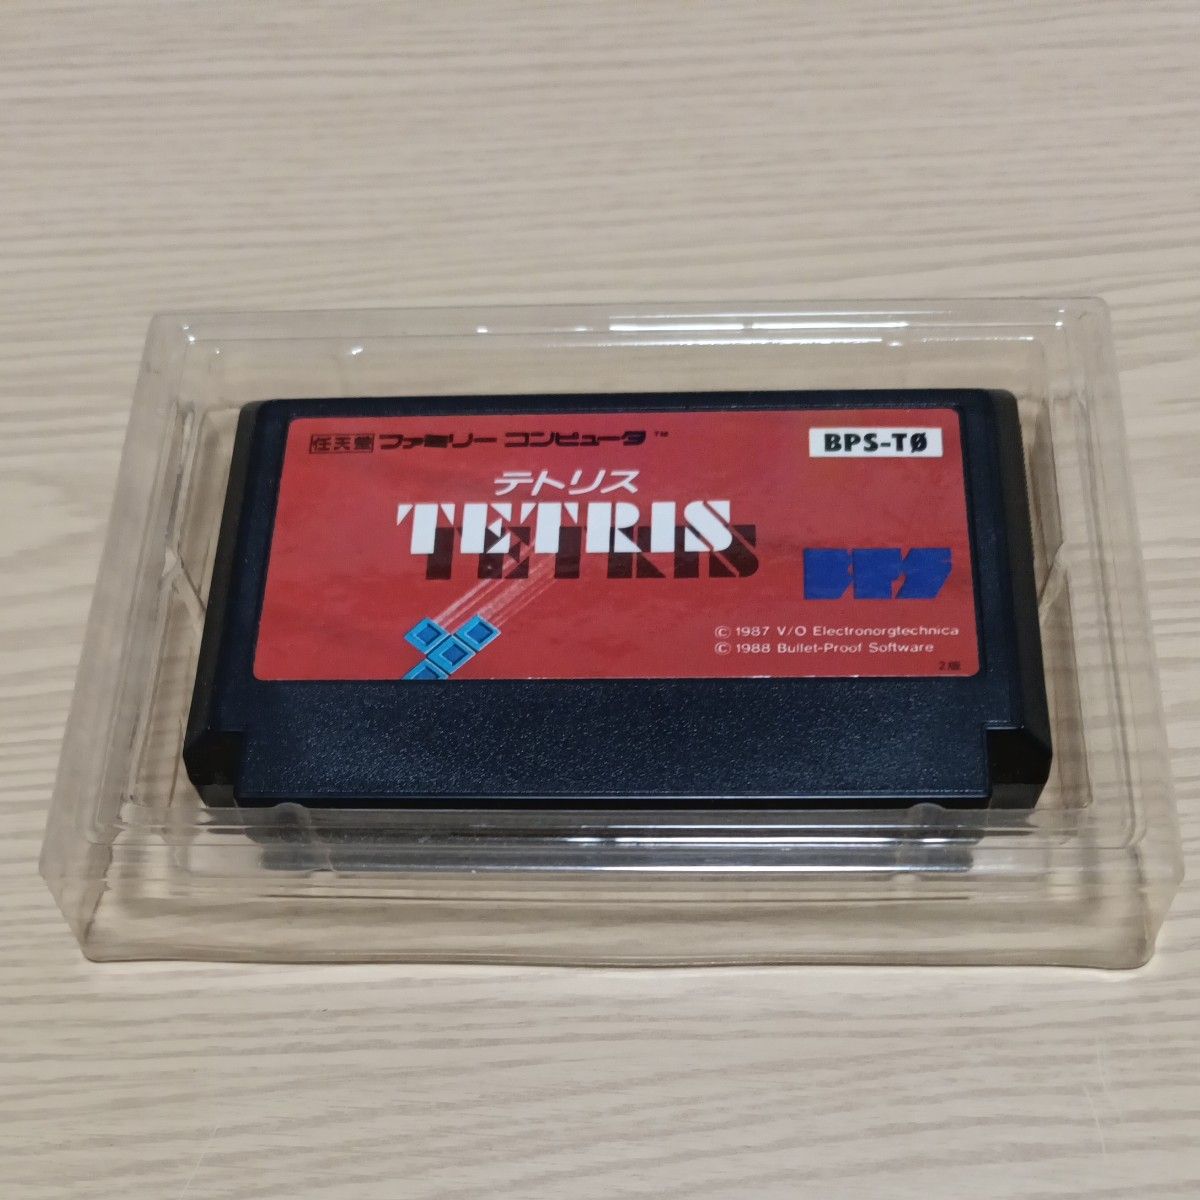 任天堂 ファミリー コンピュータ™
BPS-TØ
テトリス
TETRIS
BPS
© 1987 V/O Electronorgtechnica
© 1988 Bullet-Proof Software
2版